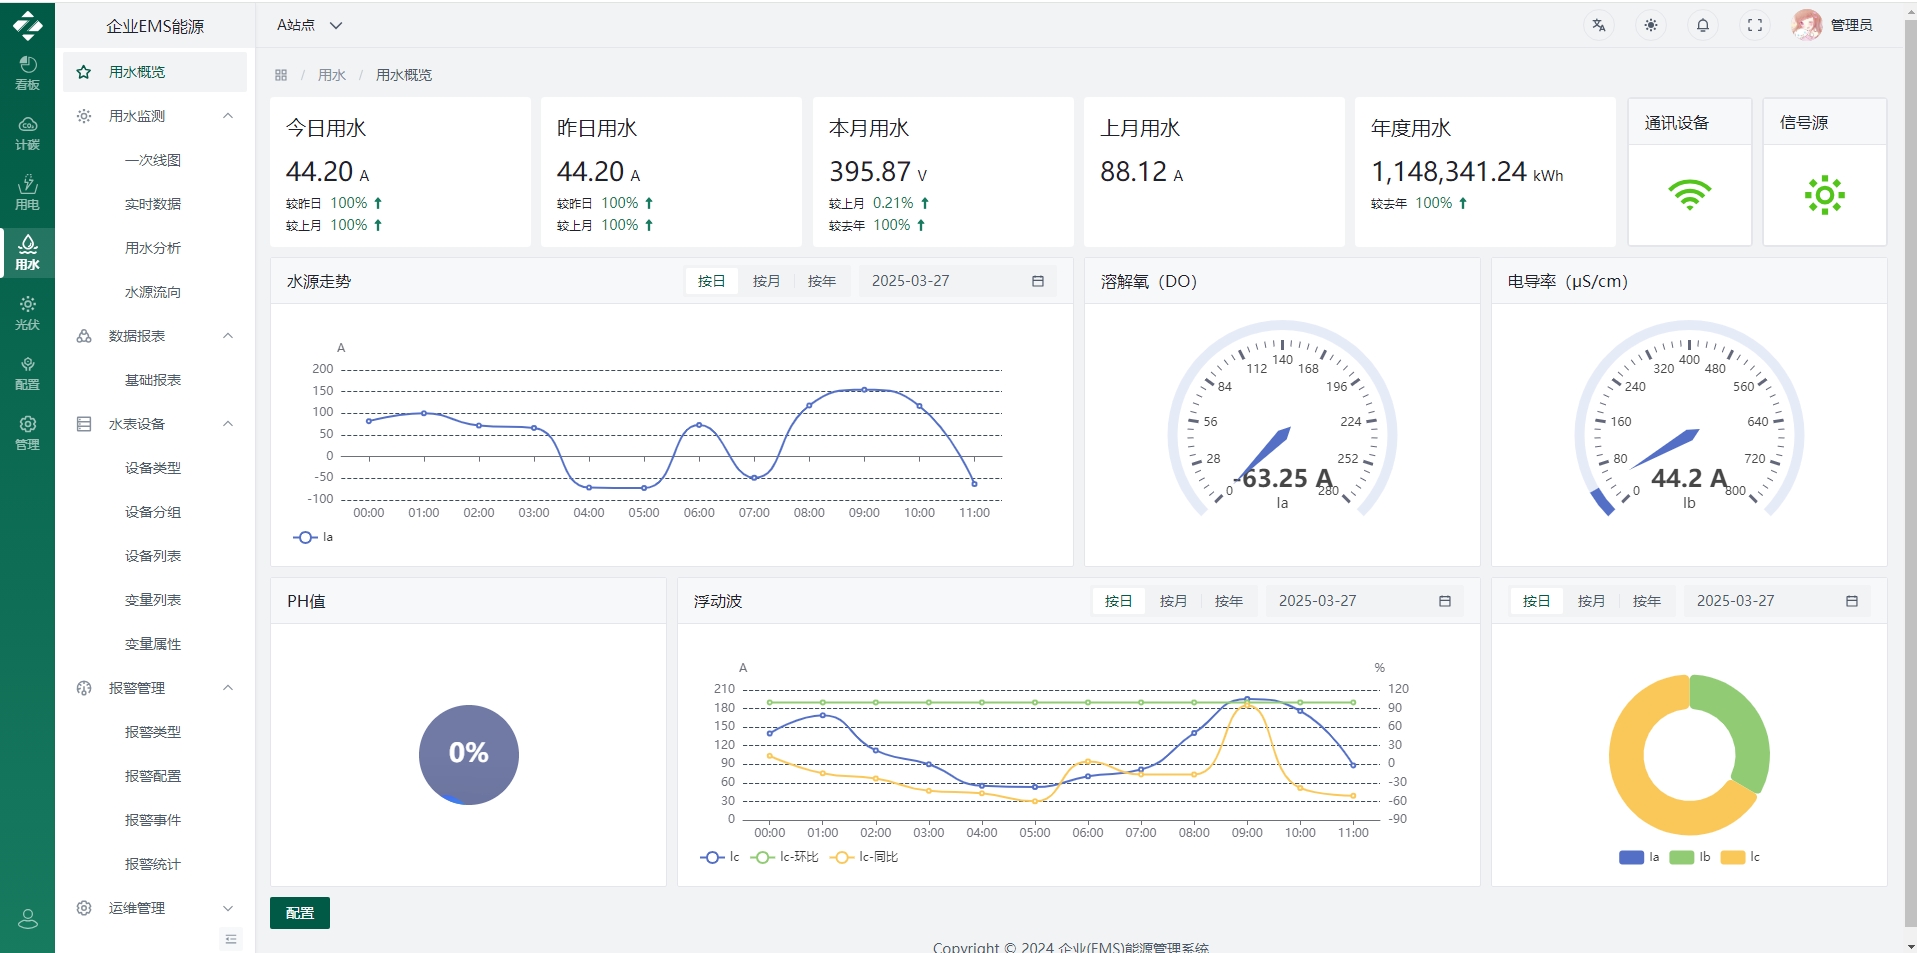 企业EMS能源
A站点
管理员
看板
计碳
用电
用水
光伏
配置
管理
用水概览
用水监测
一次线图
实时数据
用水分析
水源流向
数据报表
基础报表
水表设备
设备类型
设备分组
设备列表
变量列表
变量属性
报警管理
报警类型
报警配置
报警事件
报警统计
运维管理
/ 用水 / 用水概览
今日用水
44.20 A
较昨日 100%
较上月 100%
昨日用水
44.20 A
较昨日 100%
较上月 100%
本月用水
395.87 V
较上月 0.21%
较去年 100%
上月用水
88.12 A
年度用水
1,148,341.24 kWh
较去年 100%
通讯设备
信号源
水源走势
按日 按月 按年 2025-03-27
A
200
150
100
50
0
-50
-100
00:00 01:00 02:00 03:00 04:00 05:00 06:00 07:00 08:00 09:00 10:00 11:00
Ia
溶解氧（DO）
0 28 56 84 112 140 168 196 224 252 280
-63.25 A
Ia
电导率（μS/cm）
0 80 160 240 320 400 480 560 640 720 800
44.2 A
Ib
PH值
0%
浮动波
按日 按月 按年 2025-03-27
A
%
210 120
180 90
150 60
120 30
90 0
60 -30
30 -60
0 -90
00:00 01:00 02:00 03:00 04:00 05:00 06:00 07:00 08:00 09:00 10:00 11:00
Ic Ic-环比 Ic-同比
按日 按月 按年 2025-03-27
Ia Ib Ic
配置
Copyright © 2024 企业(EMS)能源管理系统